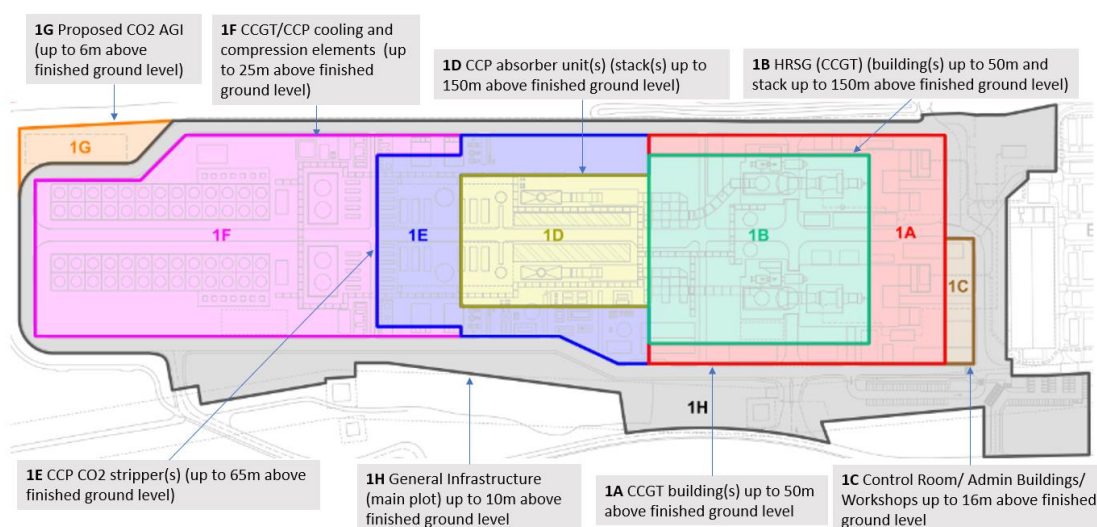 1G Proposed CO2 AGI
(up to 6m above
finished ground level)
1F CCGT/CCP cooling and
compression elements (up
to 25m above finished
ground level)
1D CCP absorber unit(s) (stack(s) up to
150m above finished ground level)
1B HRSG (CCGT) (building(s) up to 50m and
stack up to 150m above finished ground level)
1G
1F
1E
1D
1B
1A
1C
1H
1E CCP CO2 stripper(s) (up to 65m above
finished ground level)
1H General Infrastructure
(main plot) up to 10m above
finished ground level
1A CCGT building(s) up to 50m
above finished ground level
1C Control Room/ Admin Buildings/
Workshops up to 16m above finished
ground level